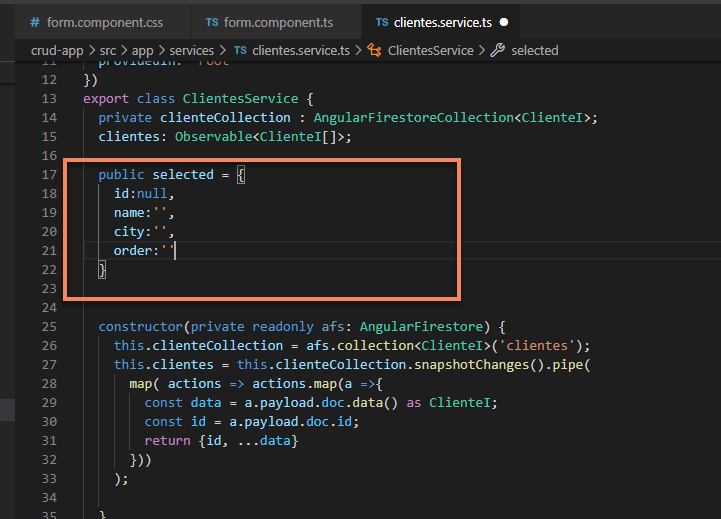 # form.component.css TS form.component.ts TS clientes.service.ts
crud-app > src > app > services > TS clientes.service.ts > ClientesService > selected
11 providedIn: 'root'
12 })
13 export class ClientesService {
14 private clienteCollection : AngularFirestoreCollection<ClienteI>;
15 clientes: Observable<ClienteI[]>;
16
17 public selected = {
18 id:null,
19 name:'',
20 city:'',
21 order:''
22 }
23
24
25 constructor(private readonly afs: AngularFirestore) {
26 this.clienteCollection = afs.collection<ClienteI>('clientes');
27 this.clientes = this.clienteCollection.snapshotChanges().pipe(
28 map( actions => actions.map(a =>{
29 const data = a.payload.doc.data() as ClienteI;
30 const id = a.payload.doc.id;
31 return {id, ...data}
32 }))
33 );
34
35 }